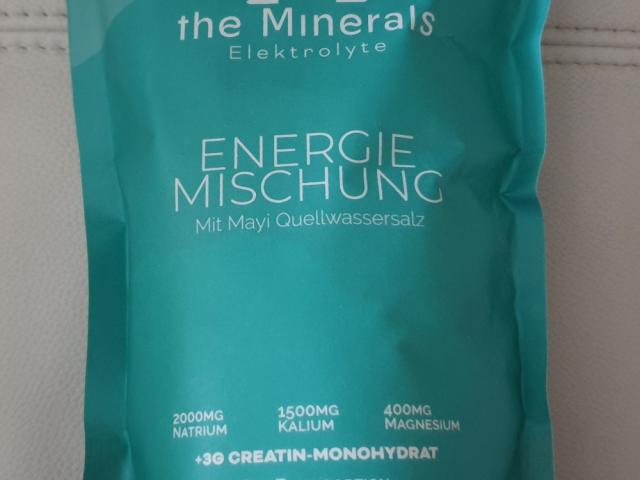 the Minerals
Elektrolyte
ENERGIE
MISCHUNG
Mit Mayi Quellwassersalz
2000MG 1500MG 400MG
NATRIUM KALIUM MAGNESIUM
+3G CREATIN-MONOHYDRAT